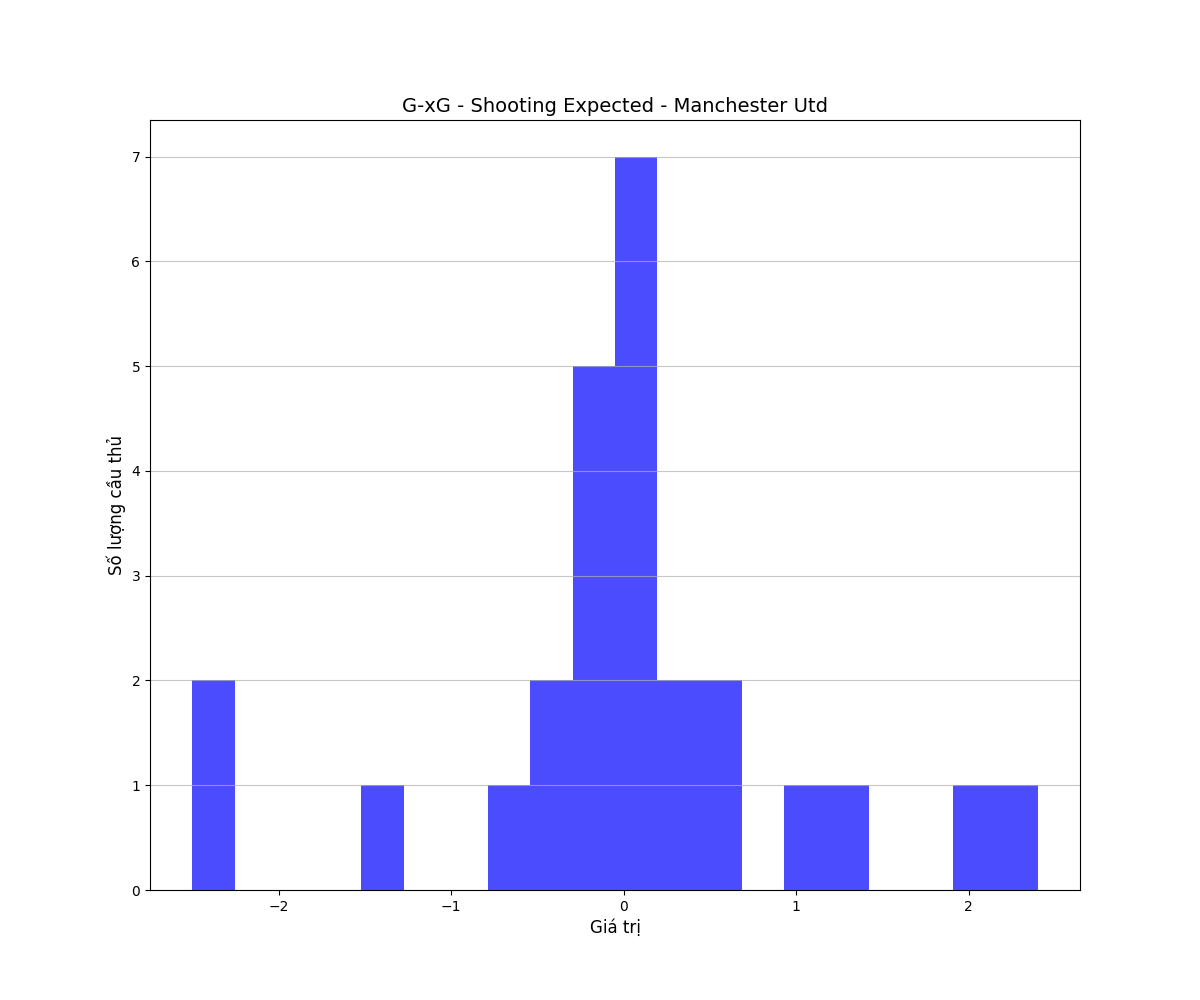 G-xG - Shooting Expected - Manchester Utd
7
6
5
4
3
2
1
0
Số lượng cầu thủ
−2 −1 0 1 2
Giá trị